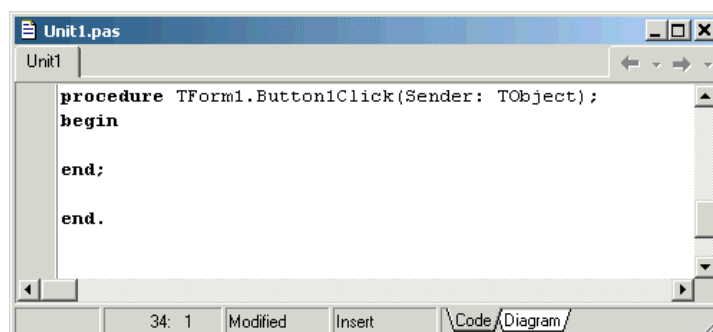 Unit1.pas
Unit1
procedure TForm1.Button1Click(Sender: TObject);
begin
end;
end.
34: 1 Modified Insert Code Diagram